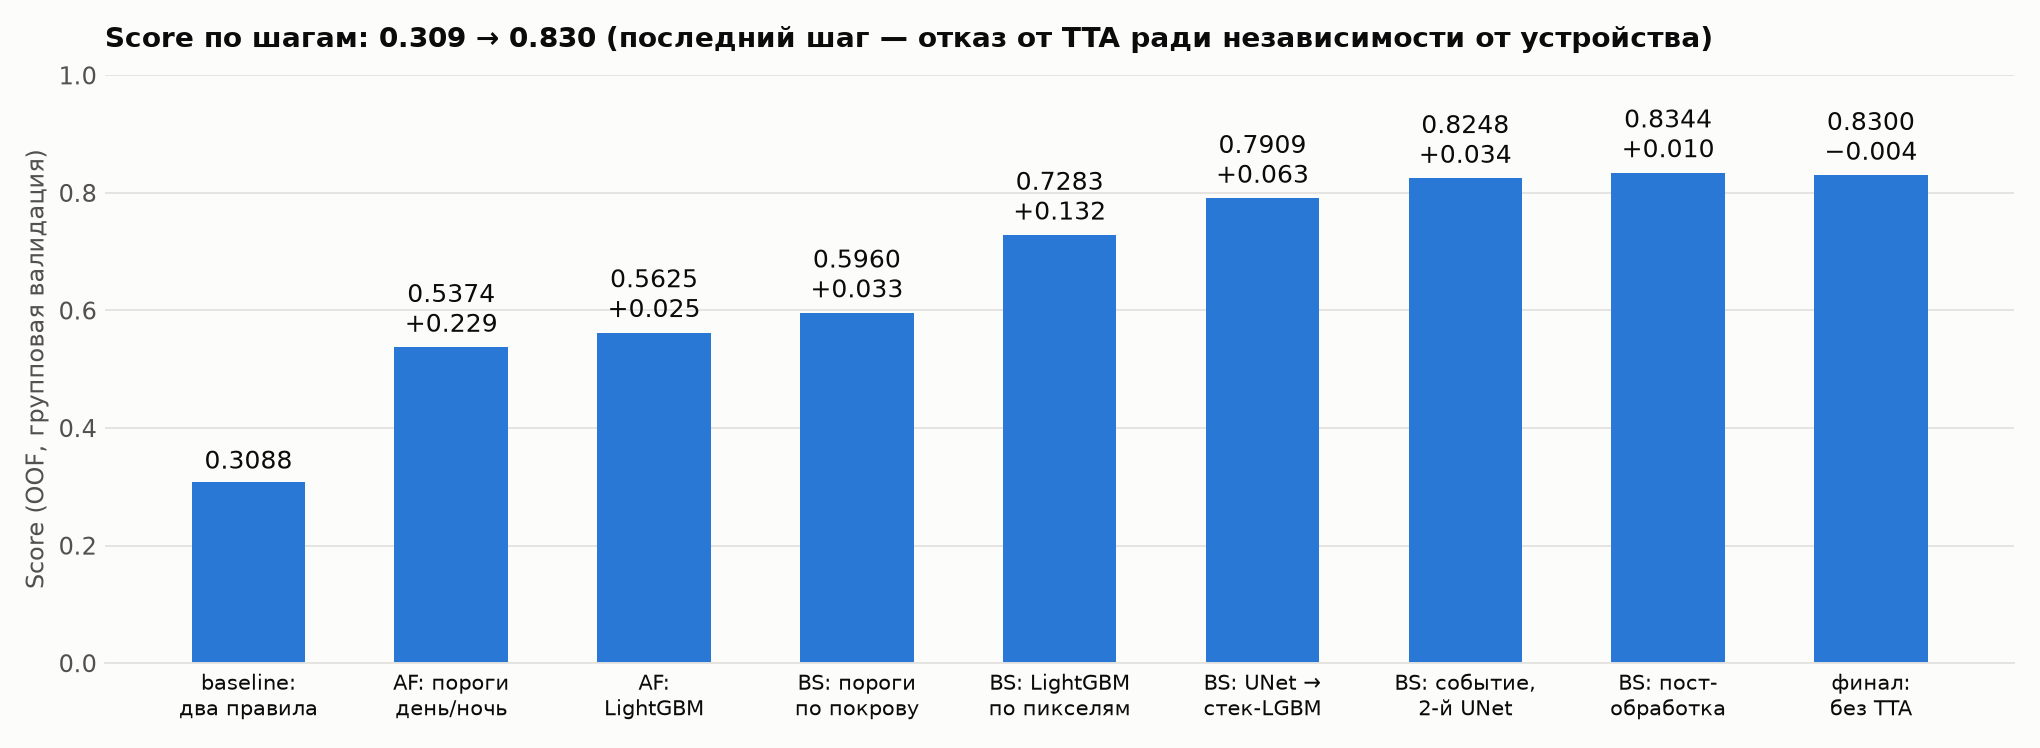 Score по шагам: 0.309 → 0.830 (последний шаг — отказ от TTA ради независимости от устройства)
Score (OOF, групповая валидация)
1.0
0.8
0.6
0.4
0.2
0.0
0.3088
0.5374
+0.229
0.5625
+0.025
0.5960
+0.033
0.7283
+0.132
0.7909
+0.063
0.8248
+0.034
0.8344
+0.010
0.8300
−0.004
baseline:
два правила
AF: пороги
день/ночь
AF:
LightGBM
BS: пороги
по покрову
BS: LightGBM
по пикселям
BS: UNet →
стек-LGBM
BS: событие,
2-й UNet
BS: пост-
обработка
финал:
без TTA